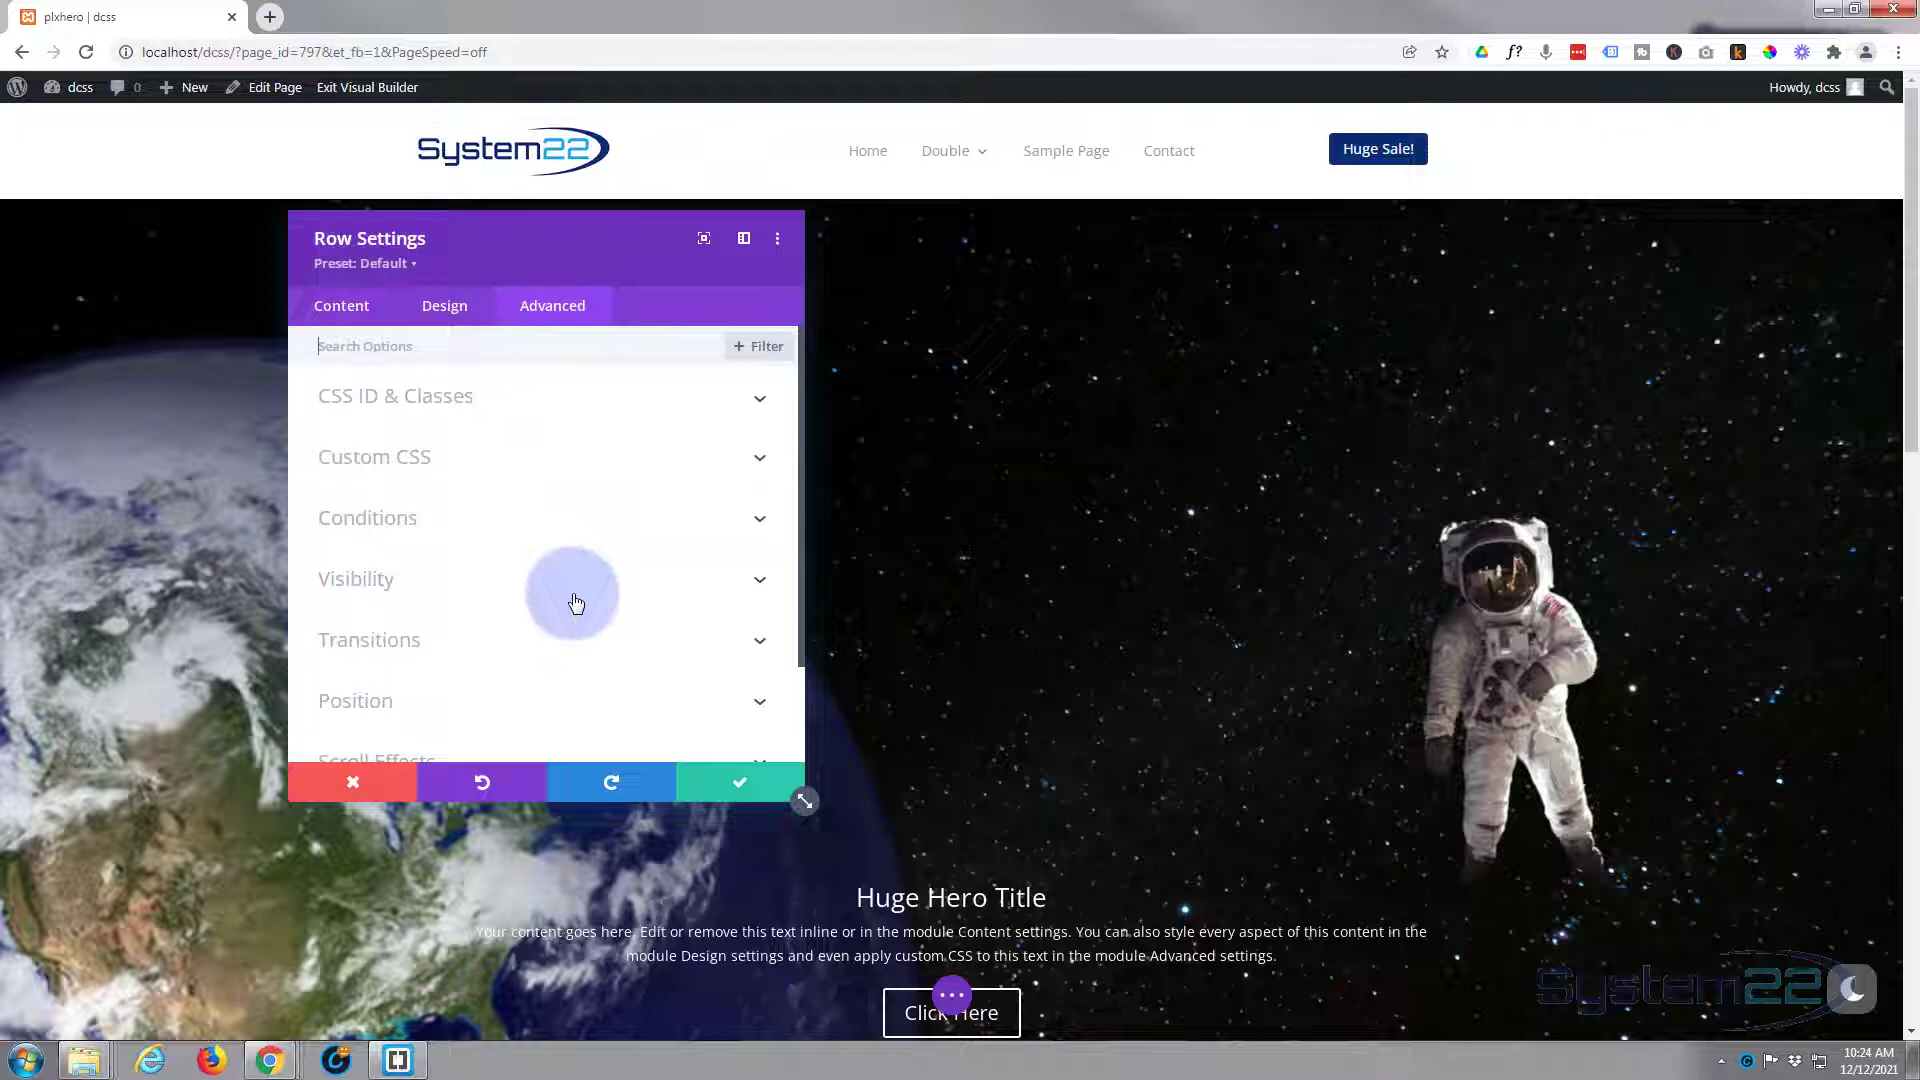 plxhero | dcss
localhost/dcss/?page_id=797&et_fb=1&PageSpeed=off
dcss 0 New Edit Page Exit Visual Builder Howdy, dcss
System22 Home Double Sample Page Contact Huge Sale!
Row Settings
Preset: Default
Content Design Advanced
Search Options + Filter
CSS ID & Classes
Custom CSS
Conditions
Visibility
Transitions
Position
Scroll Effects
Huge Hero Title
Your content goes here. Edit or remove this text inline or in the module Content settings. You can also style every aspect of this content in the
module Design settings and even apply custom CSS to this text in the module Advanced settings.
Click Here
System22
10:24 AM
12/12/2021